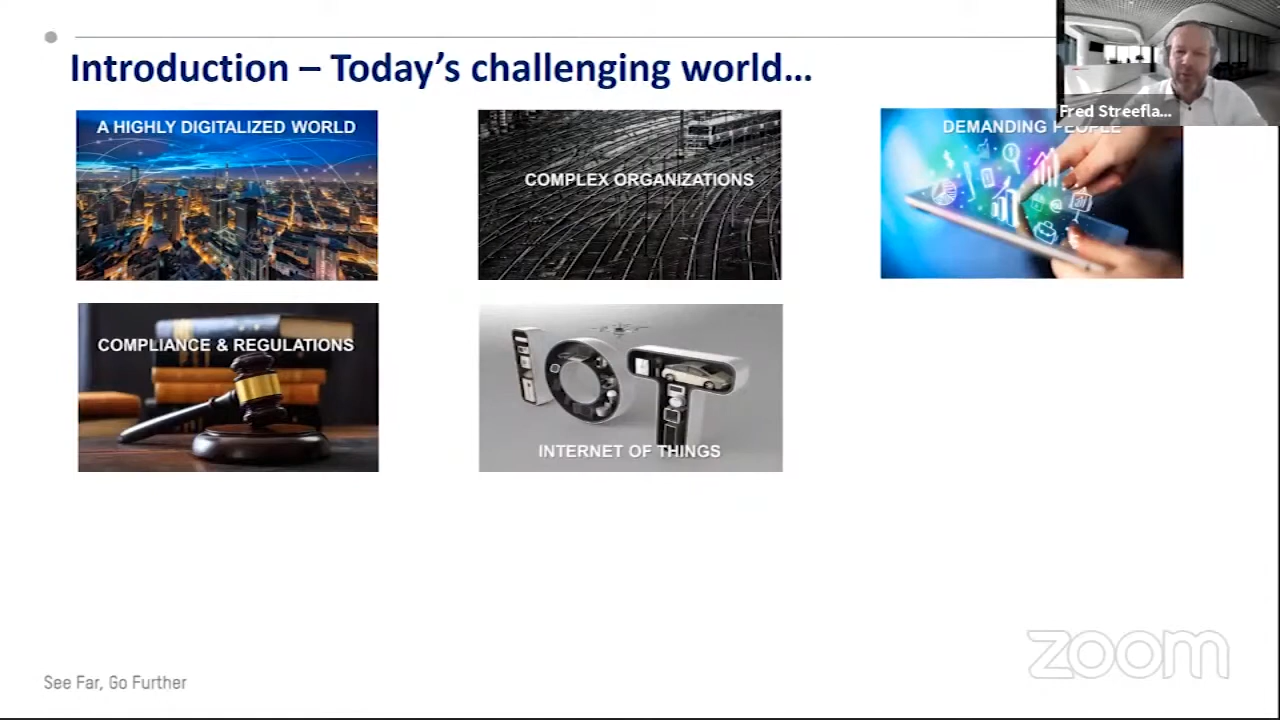 Introduction – Today's challenging world...
Fred Streefla...
A HIGHLY DIGITALIZED WORLD
COMPLEX ORGANIZATIONS
DEMANDING PEOPLE
COMPLIANCE & REGULATIONS
IOT
INTERNET OF THINGS
See Far, Go Further
zoom